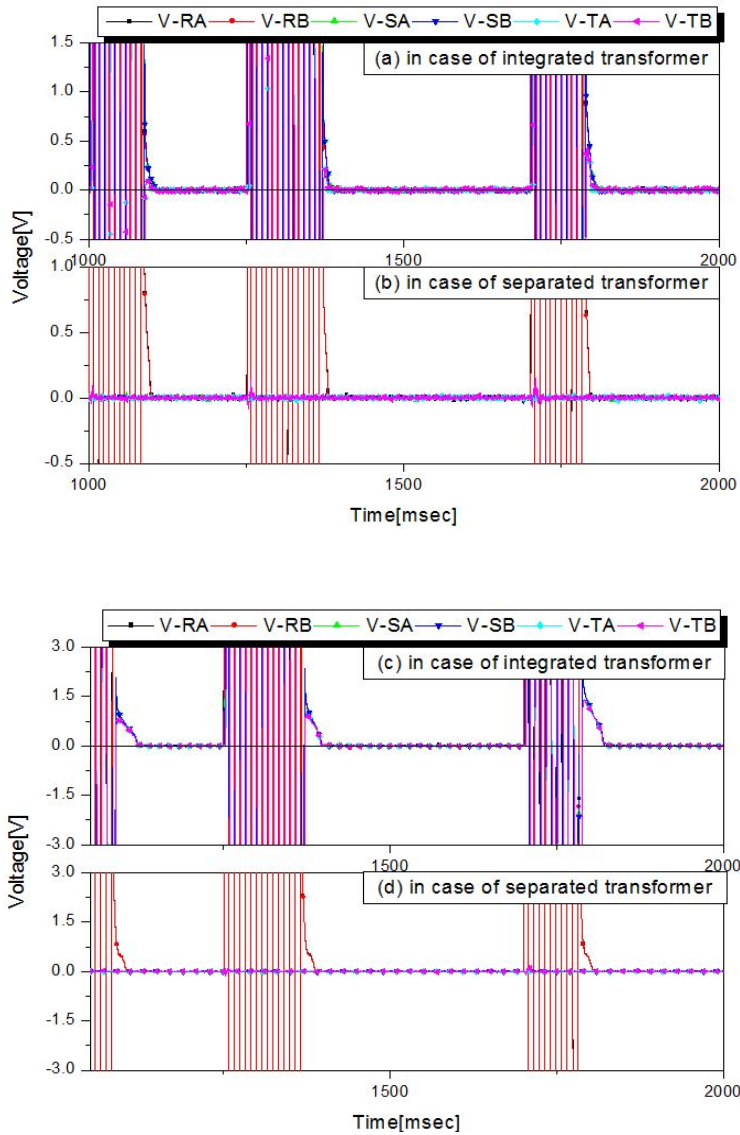 V-RA V-RB V-SA V-SB V-TA V-TB
(a) in case of integrated transformer
1.5
1.0
0.5
0.0
-0.5
1000 1500 2000
Voltage[V]
(b) in case of separated transformer
1.0
0.5
0.0
-0.5
1000 1500 2000
Time[msec]
V-RA V-RB V-SA V-SB V-TA V-TB
(c) in case of integrated transformer
3.0
1.5
0.0
-1.5
-3.0
1500 2000
Voltage[V]
(d) in case of separated transformer
3.0
1.5
0.0
-1.5
-3.0
1500 2000
Time[msec]